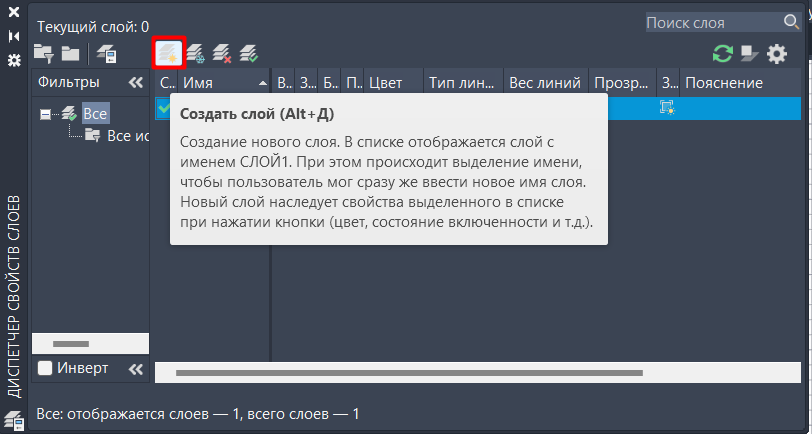 Текущий слой: 0
Поиск слоя
Фильтры
С.. Имя В.. З... Б.. П.. Цвет Тип лин... Вес линий Прозр... З... Пояснение
Все
Все ис
Создать слой (Alt+Д)
Создание нового слоя. В списке отображается слой с
именем СЛОЙ1. При этом происходит выделение имени,
чтобы пользователь мог сразу же ввести новое имя слоя.
Новый слой наследует свойства выделенного в списке
при нажатии кнопки (цвет, состояние включенности и т.д.).
Инверт
Все: отображается слоев — 1, всего слоев — 1
ДИСПЕТЧЕР СВОЙСТВ СЛОЕВ